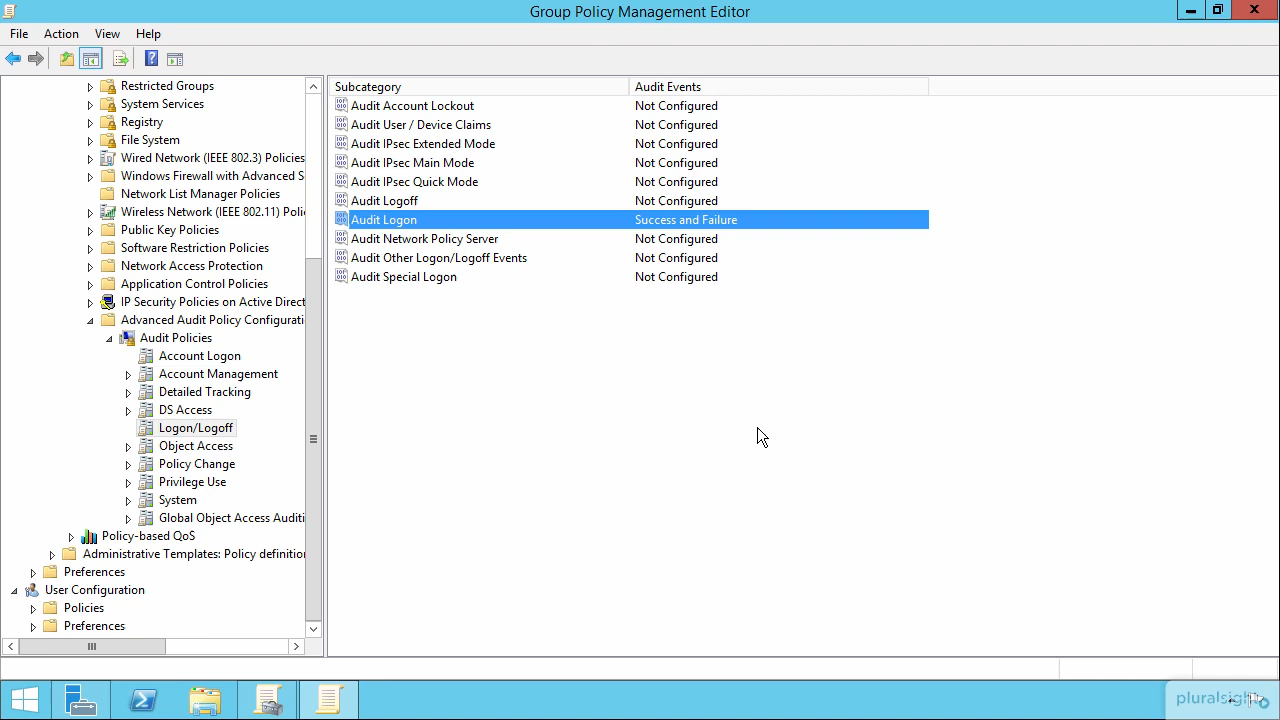 Group Policy Management Editor
File Action View Help
Restricted Groups
System Services
Registry
File System
Wired Network (IEEE 802.3) Policies
Windows Firewall with Advanced S
Network List Manager Policies
Wireless Network (IEEE 802.11) Poli
Public Key Policies
Software Restriction Policies
Network Access Protection
Application Control Policies
IP Security Policies on Active Direct
Advanced Audit Policy Configurati
Audit Policies
Account Logon
Account Management
Detailed Tracking
DS Access
Logon/Logoff
Object Access
Policy Change
Privilege Use
System
Global Object Access Auditi
Policy-based QoS
Administrative Templates: Policy definition
Preferences
User Configuration
Policies
Preferences
Subcategory Audit Events
Audit Account Lockout Not Configured
Audit User / Device Claims Not Configured
Audit IPsec Extended Mode Not Configured
Audit IPsec Main Mode Not Configured
Audit IPsec Quick Mode Not Configured
Audit Logoff Not Configured
Audit Logon Success and Failure
Audit Network Policy Server Not Configured
Audit Other Logon/Logoff Events Not Configured
Audit Special Logon Not Configured
pluralsight